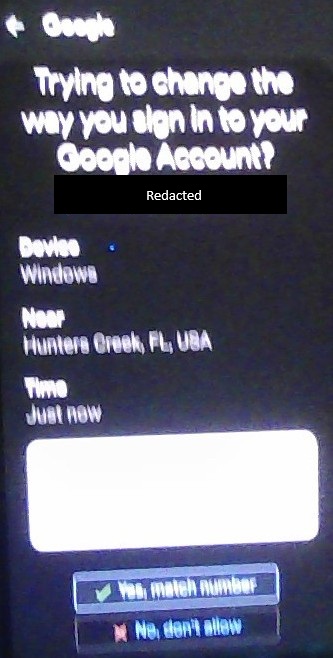 Google
Trying to change the
way you sign in to your
Google Account?
Redacted
Device
Windows
Near
Hunters Creek, FL, USA
Time
Just now
Yes, match number
No, don't allow